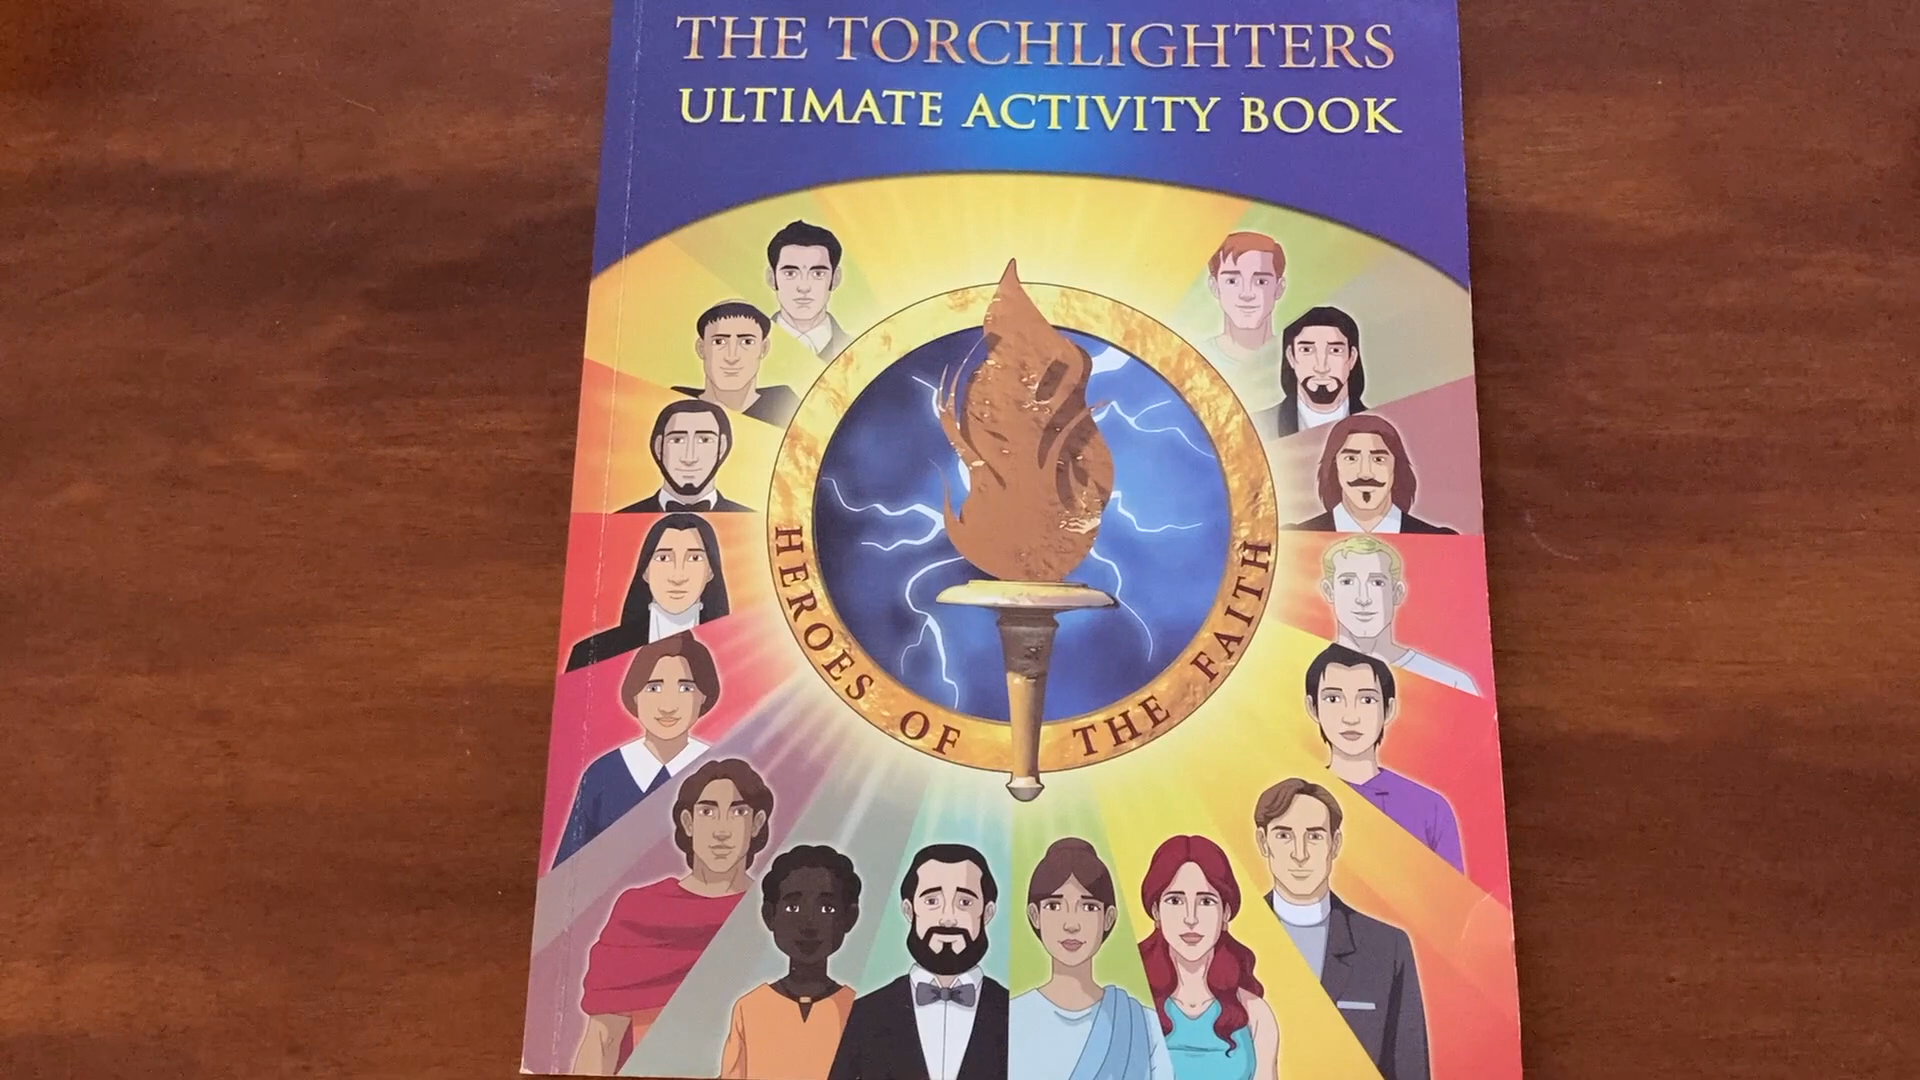 THE TORCHLIGHTERS
ULTIMATE ACTIVITY BOOK
HEROES OF THE FAITH